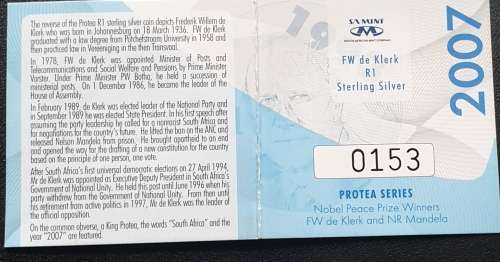 The reverse of the Protea R1 sterling silver coin depicts Frederik Willem de
Klerk who was born in Johannesburg on 18 March 1936. FW de Klerk
graduated with a law degree from Potchefstroom University in 1958 and
then practiced law in Vereeniging in the then Transvaal.
In 1978, FW de Klerk was appointed Minister of Posts and
Telecommunications and Social Welfare and Pensions by Prime Minister
Vorster. Under Prime Minister PW Botha, he held a succession of
ministerial posts. On 1 December 1986, he became the leader of the
House of Assembly.
In February 1989, de Klerk was elected leader of the National Party and
in September 1989 he was elected State President. In his first speech after
assuming the party leadership he called for a nonracist South Africa and
for negotiations for the country's future. He lifted the ban on the ANC and
released Nelson Mandela from prison. He brought apartheid to an end
and opened the way for the drafting of a new constitution for the country
based on the principle of one person, one vote.
After South Africa's first universal democratic elections on 27 April 1994,
Mr de Klerk was appointed as Executive Deputy President in South Africa's
Government of National Unity. He held this post until June 1996 when his
party withdrew from the Government of National Unity. From then until
his retirement from active politics in 1997, Mr de Klerk was the leader of
the official opposition.
On the common obverse, a King Protea, the words "South Africa" and the
year "2007" are featured.
19
SA MINT
FW de Klerk
R1
Sterling Silver
2007
0153
PROTEA SERIES
Nobel Peace Prize Winners
FW de Klerk and NR Mandela